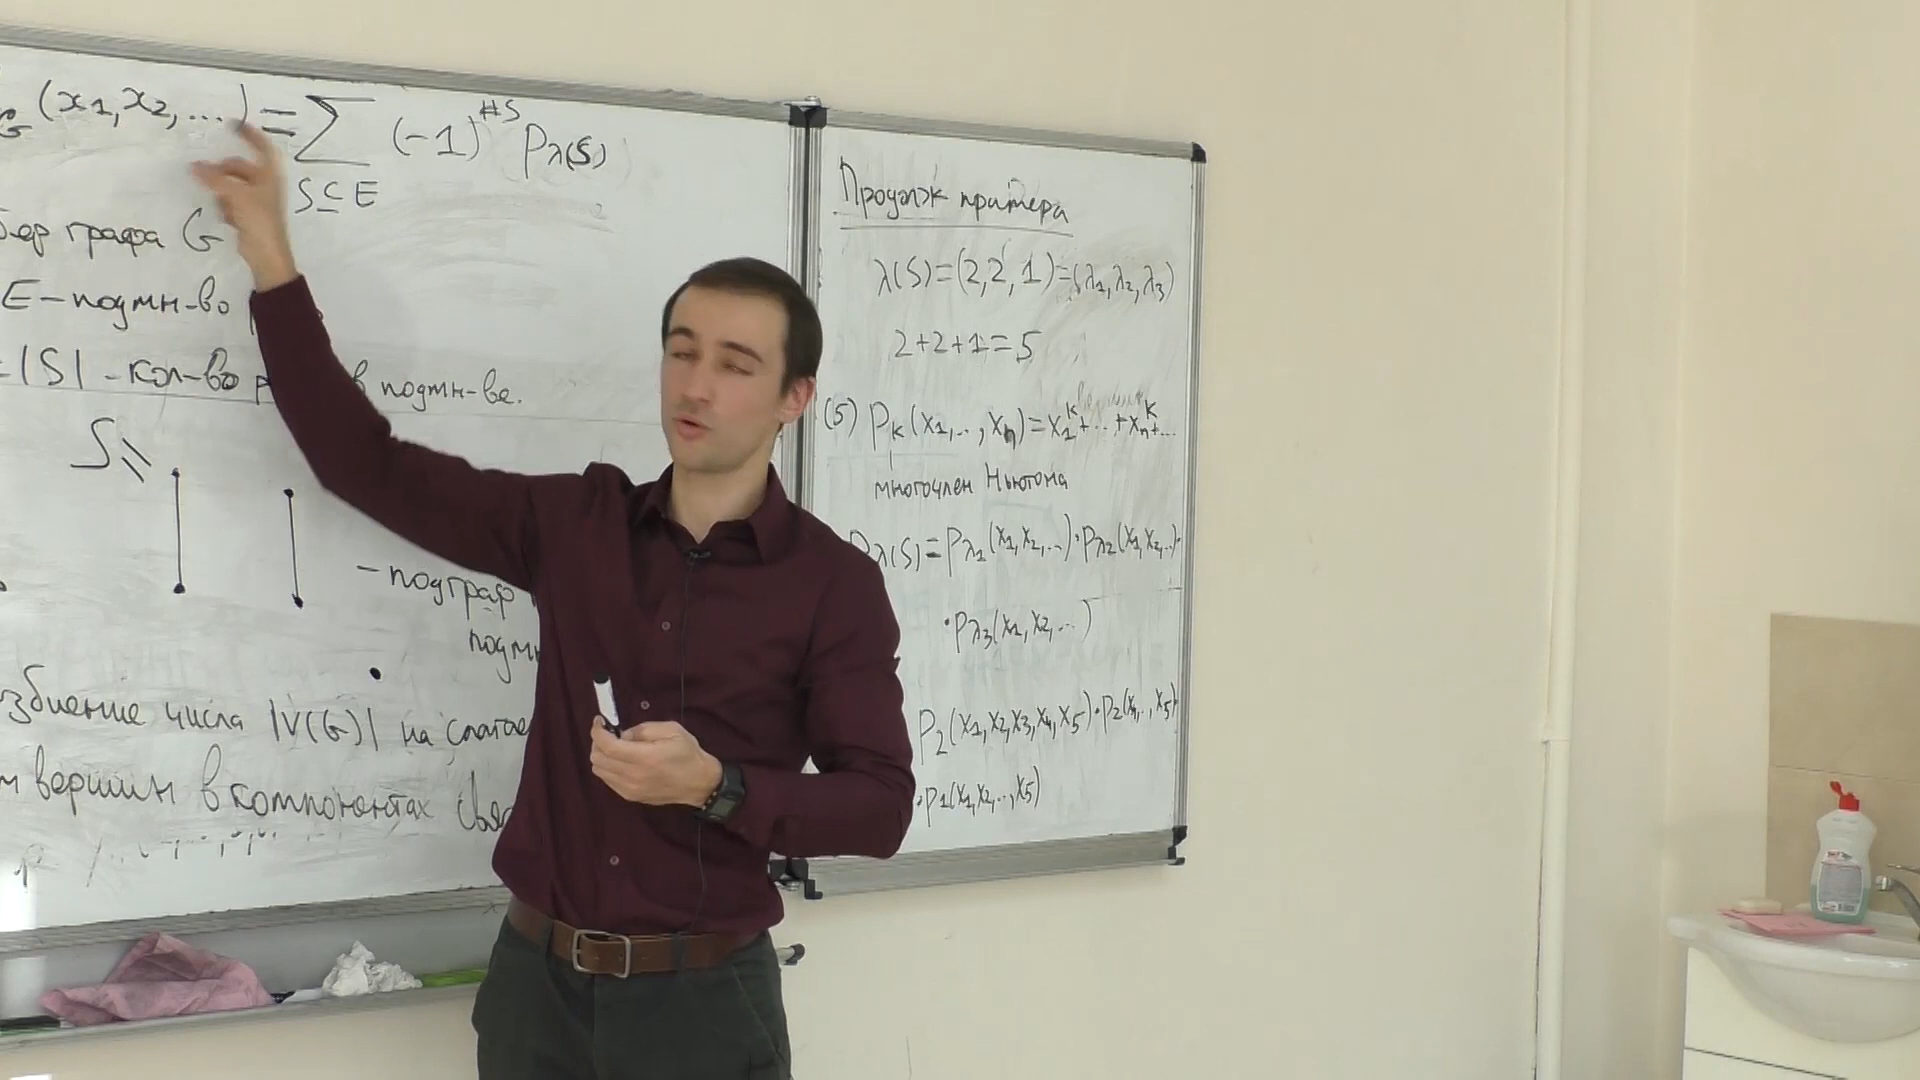 G (x1, x2, ...) = ∑ (-1)^#S pλ(S)
S ⊆ E
графа G
E - подмн-во
= |S| - кол-во в подмн-ве.
S =
- подграф
подмн
збиение числа |V(G)| на слагае
м вершин в компонентах свя
Продолж примера
λ(S) = (2, 2, 1) = (λ1, λ2, λ3)
2+2+1=5
(5) Pк (x1, .., xn) = x1^к + .. + xn^к + ...
многочлен Ньютона
Pλ(S) = Pλ1 (x1, x2, ...) · Pλ2 (x1, x2, ..) ·
· Pλ3 (x1, x2, ...)
P2 (x1, x2, x3, x4, x5) · P2 (x1, .., x5) ·
· P1 (x1, x2, .., x5)